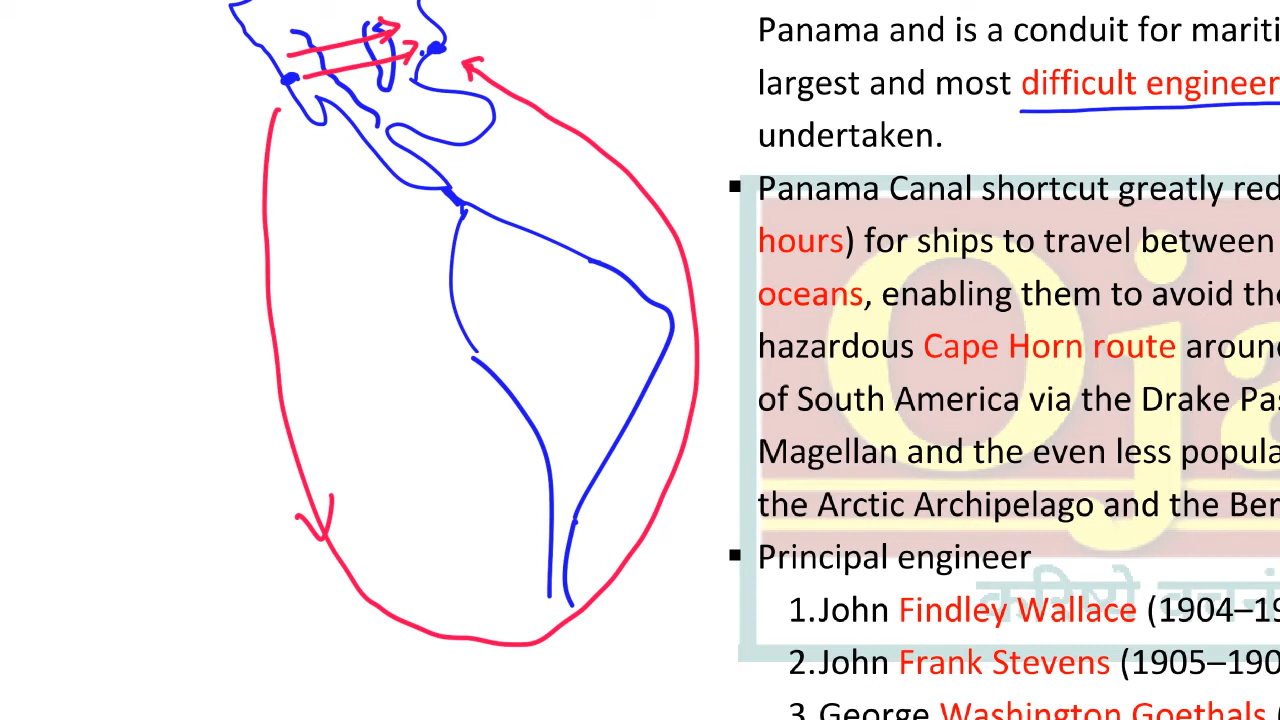 Panama and is a conduit for mariti
largest and most difficult engineer
undertaken.
▪ Panama Canal shortcut greatly red
hours) for ships to travel between
oceans, enabling them to avoid the
hazardous Cape Horn route around
of South America via the Drake Pas
Magellan and the even less popula
the Arctic Archipelago and the Ber
▪ Principal engineer
1.John Findley Wallace (1904–19
2.John Frank Stevens (1905–190
3.George Washington Goethals (
Oja